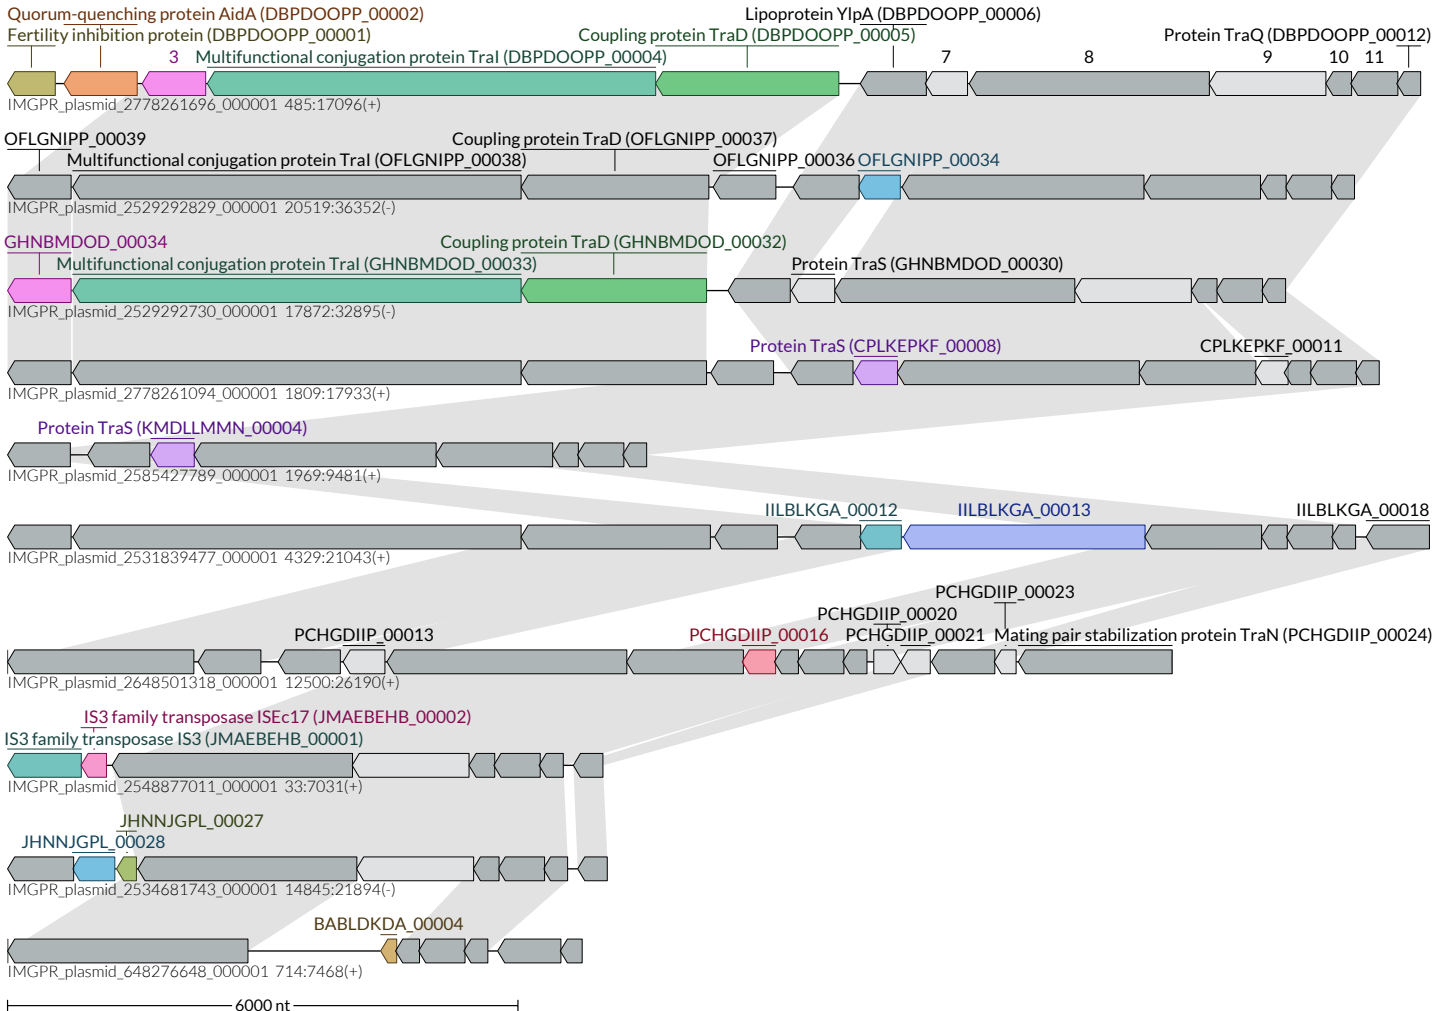 Quorum-quenching protein AidA (DBPDOOPP_00002) Lipoprotein YlpA (DBPDOOPP_00006)
Fertility inhibition protein (DBPDOOPP_00001) Coupling protein TraD (DBPDOOPP_00005) Protein TraQ (DBPDOOPP_00012)
3 Multifunctional conjugation protein TraI (DBPDOOPP_00004) 7 8 9 10 11
IMGPR_plasmid_2778261696_000001 485:17096(+)
OFLGNIPP_00039 Coupling protein TraD (OFLGNIPP_00037)
Multifunctional conjugation protein TraI (OFLGNIPP_00038) OFLGNIPP_00036 OFLGNIPP_00034
IMGPR_plasmid_2529292829_000001 20519:36352(-)
GHNBMDOD_00034 Coupling protein TraD (GHNBMDOD_00032)
Multifunctional conjugation protein TraI (GHNBMDOD_00033) Protein TraS (GHNBMDOD_00030)
IMGPR_plasmid_2529292730_000001 17872:32895(-)
Protein TraS (CPLKEPKF_00008) CPLKEPKF_00011
IMGPR_plasmid_2778261094_000001 1809:17933(+)
Protein TraS (KMDLLMMN_00004)
IMGPR_plasmid_2585427789_000001 1969:9481(+)
IILBLKGA_00012 IILBLKGA_00013 IILBLKGA_00018
IMGPR_plasmid_2531839477_000001 4329:21043(+)
PCHGDIIP_00023
PCHGDIIP_00020
PCHGDIIP_00013 PCHGDIIP_00016 PCHGDIIP_00021 Mating pair stabilization protein TraN (PCHGDIIP_00024)
IMGPR_plasmid_2648501318_000001 12500:26190(+)
IS3 family transposase ISEc17 (JMAEBEHB_00002)
IS3 family transposase IS3 (JMAEBEHB_00001)
IMGPR_plasmid_2548877011_000001 33:7031(+)
JHNNJGPL_00027
JHNNJGPL_00028
IMGPR_plasmid_2534681743_000001 14845:21894(-)
BABLDKDA_00004
IMGPR_plasmid_648276648_000001 714:7468(+)
6000 nt